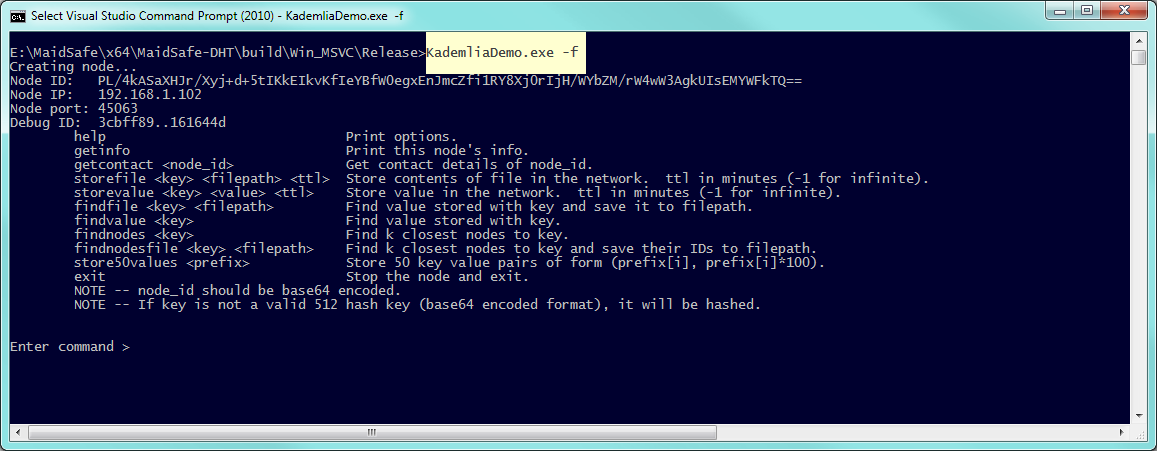 Select Visual Studio Command Prompt (2010) - KademliaDemo.exe -f
E:\MaidSafe\x64\MaidSafe-DHT\build\Win_MSVC\Release>KademliaDemo.exe -f
Creating node...
Node ID: PL/4kASaXHJr/Xyj+d+5tIKkEIkvKfIeYBfW0egxEnJmcZfi1RY8Xj0rIjH/WYbZM/rW4wW3AgkUIsEMYWFkTQ==
Node IP: 192.168.1.102
Node port: 45063
Debug ID: 3cbff89..161644d
help Print options.
getinfo Print this node's info.
getcontact <node_id> Get contact details of node_id.
storefile <key> <filepath> <ttl> Store contents of file in the network. ttl in minutes (-1 for infinite).
storevalue <key> <value> <ttl> Store value in the network. ttl in minutes (-1 for infinite).
findfile <key> <filepath> Find value stored with key and save it to filepath.
findvalue <key> Find value stored with key.
findnodes <key> Find k closest nodes to key.
findnodesfile <key> <filepath> Find k closest nodes to key and save their IDs to filepath.
store50values <prefix> Store 50 key value pairs of form (prefix[i], prefix[i]*100).
exit Stop the node and exit.
NOTE -- node_id should be base64 encoded.
NOTE -- If key is not a valid 512 hash key (base64 encoded format), it will be hashed.
Enter command >